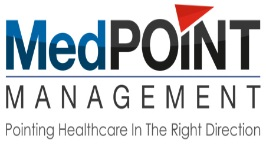 MedPOINT
MANAGEMENT
Pointing Healthcare In The Right Direction